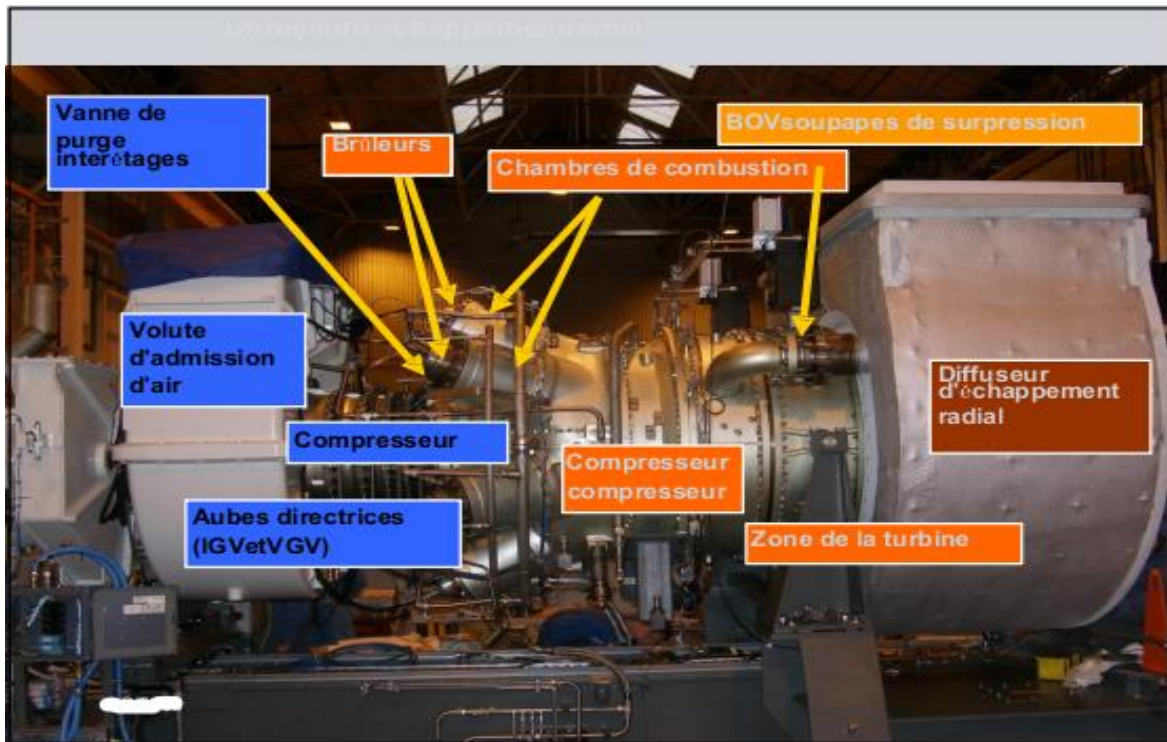 Vanne de
purge
interétages
Brûleurs
BOVsoupapes de surpression
Chambres de combustion
Volute
d'admission
d'air
Diffuseur
d'échappement
radial
Compresseur
Compresseur
compresseur
Aubes directrices
(IGVetVGV)
Zone de la turbine